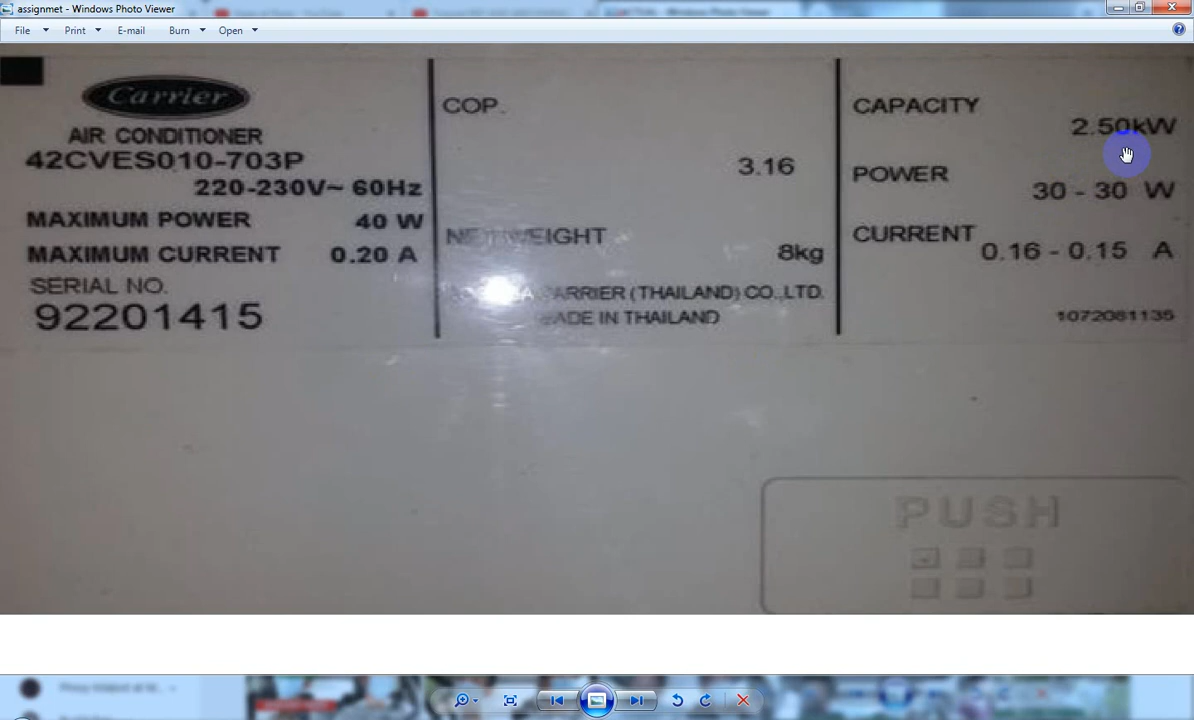 assignmet - Windows Photo Viewer
File Print E-mail Burn Open
Carrier
AIR CONDITIONER
42CVES010-703P
220-230V~ 60Hz
MAXIMUM POWER 40 W
MAXIMUM CURRENT 0.20 A
SERIAL NO.
92201415
COP.
3.16
NET WEIGHT
8kg
CARRIER (THAILAND) CO.,LTD.
MADE IN THAILAND
CAPACITY
2.50kW
POWER
30 - 30 W
CURRENT
0.16 - 0.15 A
1072081135
PUSH